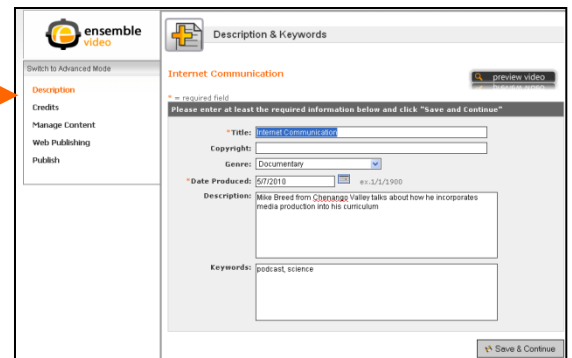 ensemble
video
Switch to Advanced Mode
Description
Credits
Manage Content
Web Publishing
Publish
Description & Keywords
Internet Communication
preview video
* = required field
Please enter at least the required information below and click "Save and Continue"
*Title: Internet Communication
Copyright:
Genre: Documentary
*Date Produced: 5/7/2010 ex.1/1/1900
Description: Mike Breed from Chenango Valley talks about how he incorporates
media production into his curriculum
Keywords: podcast, science
Save & Continue